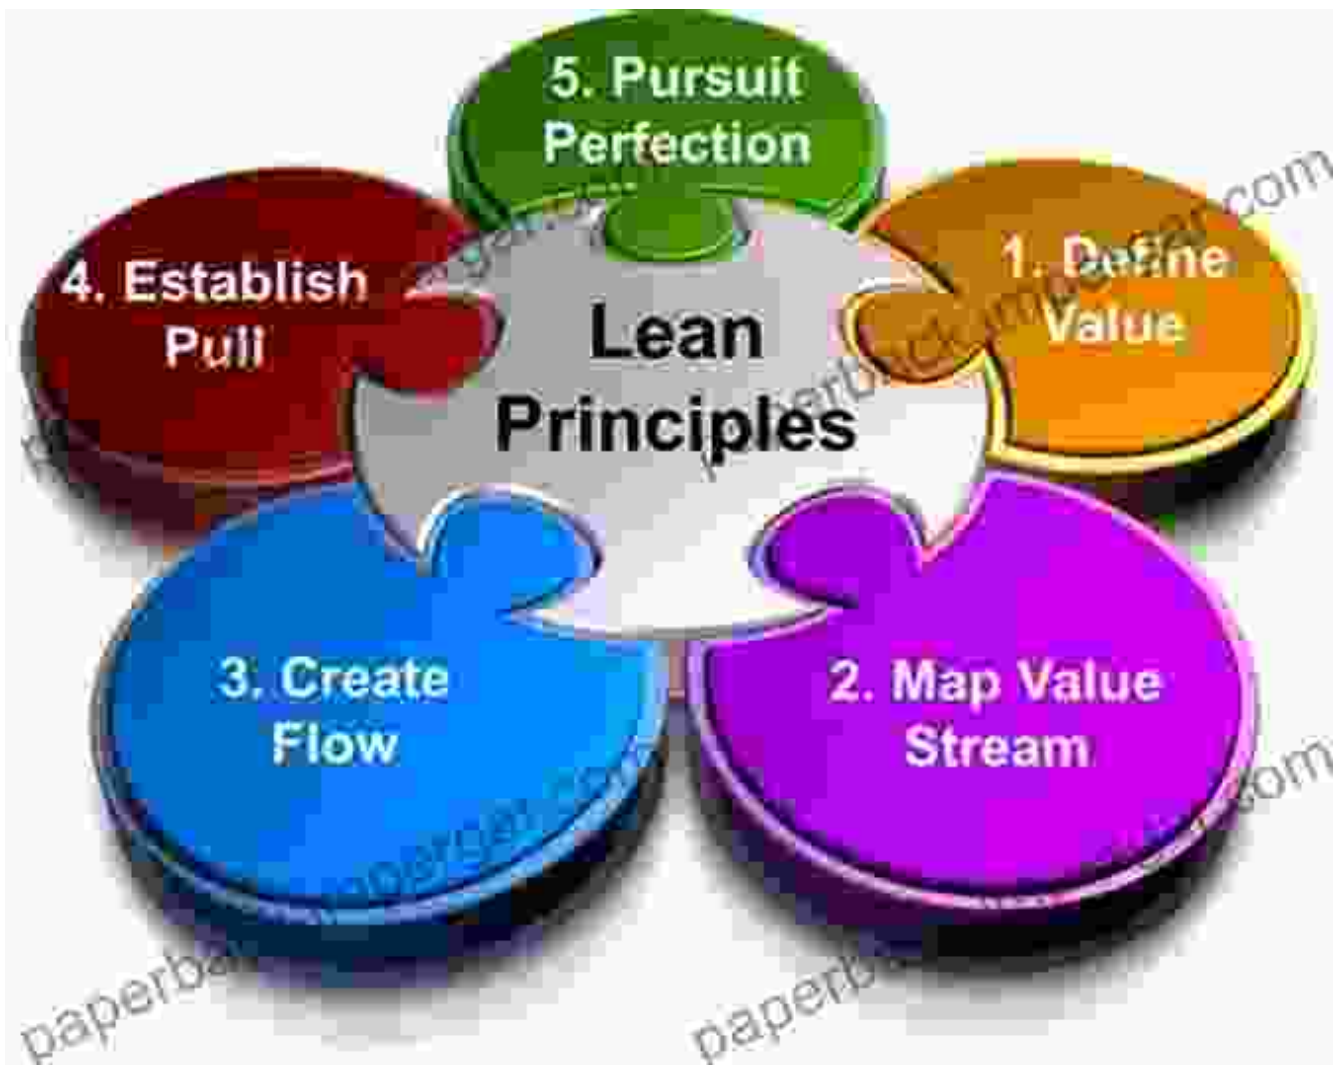 5. Pursuit
Perfection
4. Establish
Pull
1. Define
Value
Lean
Principles
3. Create
Flow
2. Map Value
Stream